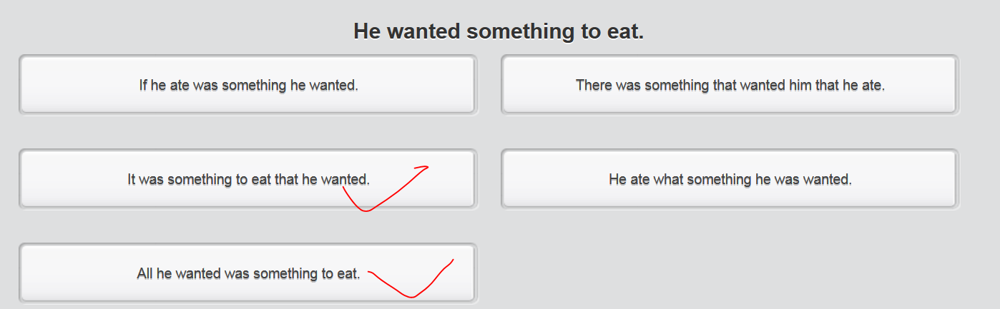 He wanted something to eat.
If he ate was something he wanted.
There was something that wanted him that he ate.
It was something to eat that he wanted.
He ate what something he was wanted.
All he wanted was something to eat.